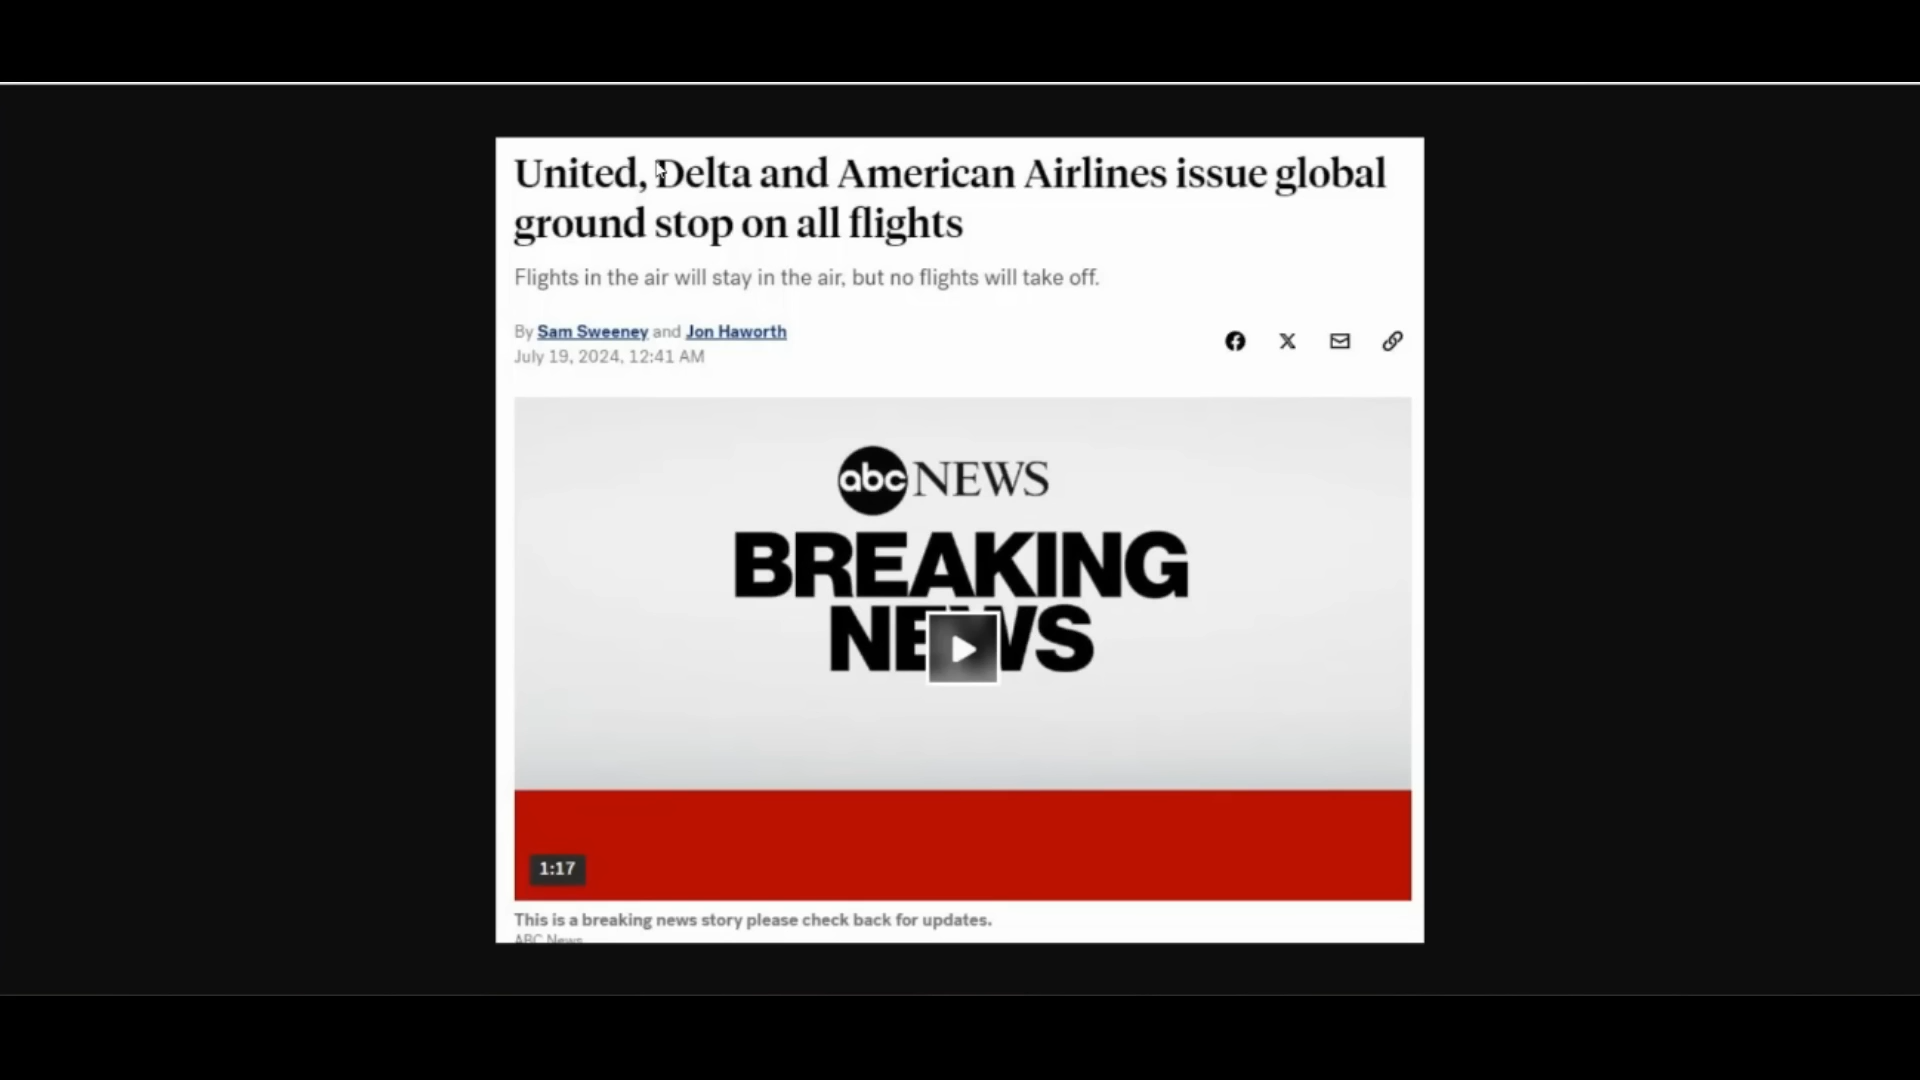 United, Delta and American Airlines issue global
ground stop on all flights
Flights in the air will stay in the air, but no flights will take off.
By Sam Sweeney and Jon Haworth
July 19, 2024, 12:41 AM
abc NEWS
BREAKING
NEWS
1:17
This is a breaking news story please check back for updates.
ABC News